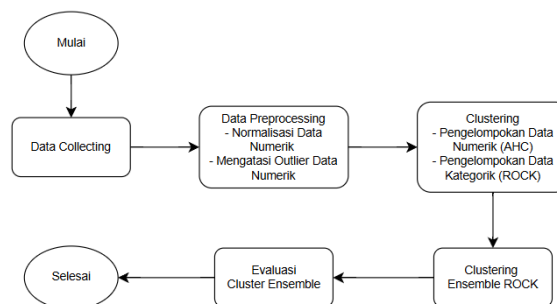 Mulai
Data Collecting
Data Preprocessing
- Normalisasi Data
Numerik
- Mengatasi Outlier Data
Numerik
Clustering
- Pengelompokan Data
Numerik (AHC)
- Pengelompokan Data
Kategorik (ROCK)
Clustering
Ensemble ROCK
Evaluasi
Cluster Ensemble
Selesai